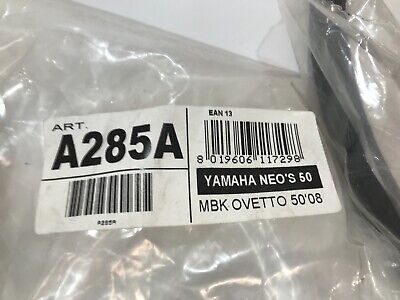 ART.
A285A
A285A
EAN 13
8 019606 117298
YAMAHA NEO'S 50
MBK OVETTO 50'08